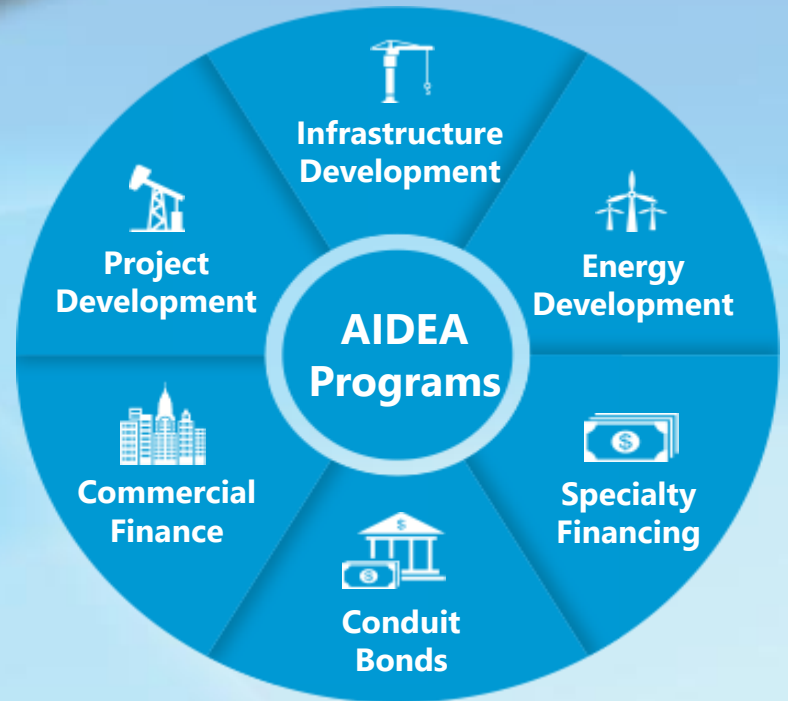 Infrastructure
Development
Energy
Development
Specialty
Financing
Conduit
Bonds
Commercial
Finance
Project
Development
AIDEA
Programs